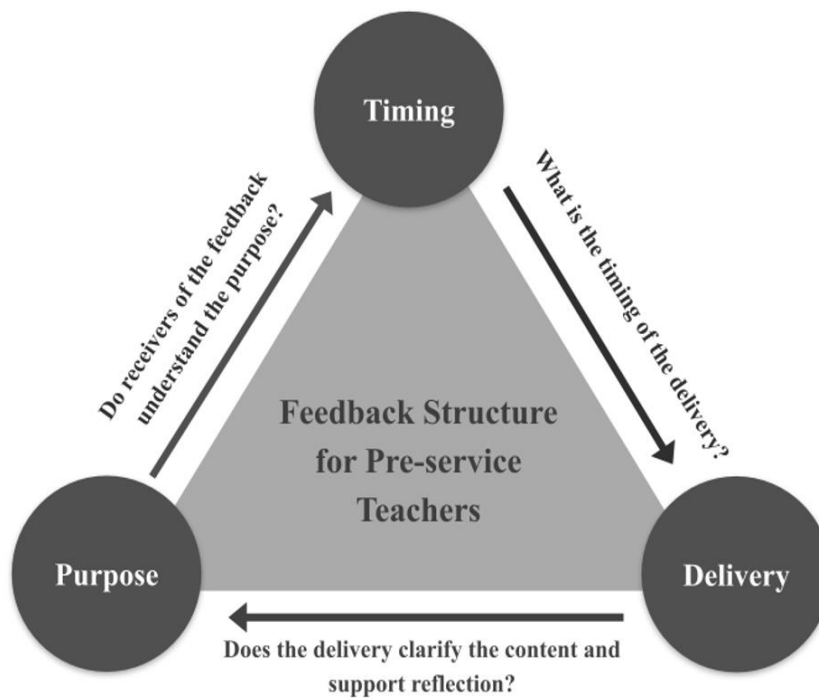 Timing
Do receivers of the feedback
understand the purpose?
What is the timing of the delivery?
Feedback Structure
for Pre-service
Teachers
Purpose
Delivery
Does the delivery clarify the content and
support reflection?